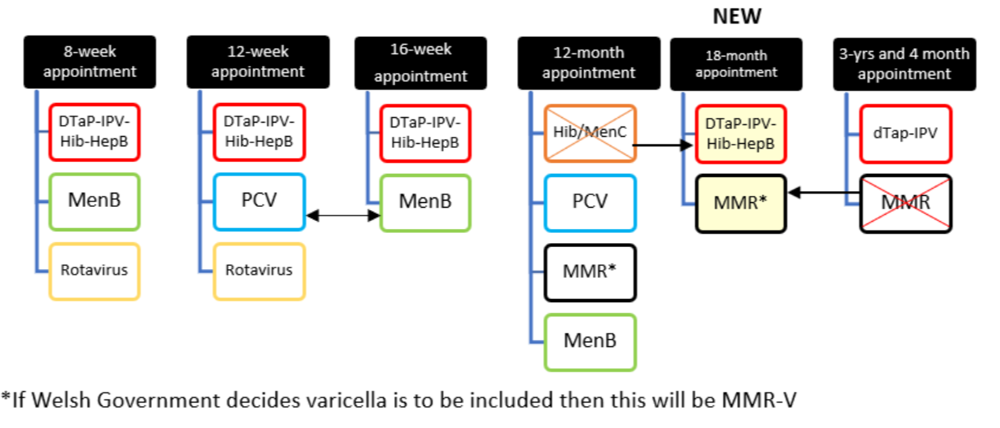 NEW
8-week
appointment
DTaP-IPV-
Hib-HepB
MenB
Rotavirus
12-week
appointment
DTaP-IPV-
Hib-HepB
PCV
Rotavirus
16-week
appointment
DTaP-IPV-
Hib-HepB
MenB
12-month
appointment
Hib/MenC
PCV
MMR*
MenB
18-month
appointment
DTaP-IPV-
Hib-HepB
MMR*
3-yrs and 4 month
appointment
dTap-IPV
MMR
*If Welsh Government decides varicella is to be included then this will be MMR-V